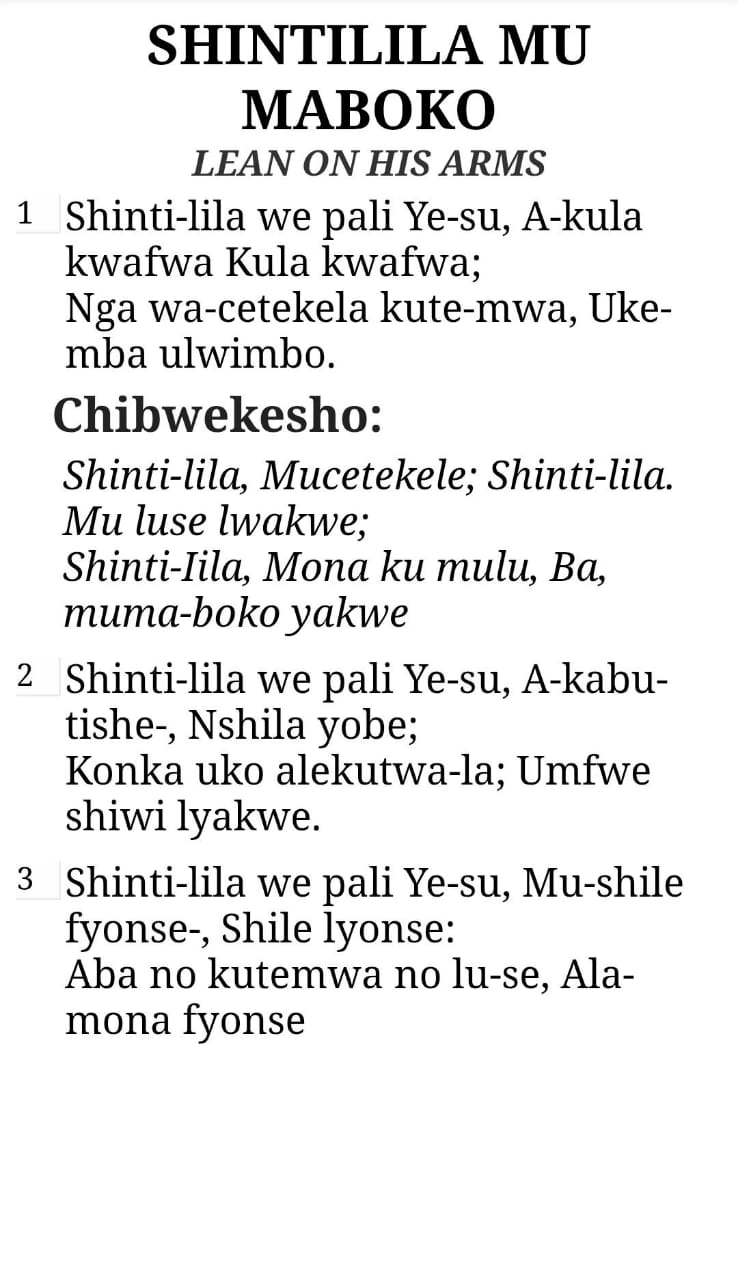 SHINTILILA MU
MABOKO
LEAN ON HIS ARMS
1 Shinti-lila we pali Ye-su, A-kula
kwafwa Kula kwafwa;
Nga wa-cetekela kute-mwa, Uke-
mba ulwimbo.
Chibwekesho:
Shinti-lila, Mucetekele; Shinti-lila.
Mu luse lwakwe;
Shinti-Iila, Mona ku mulu, Ba,
muma-boko yakwe
2 Shinti-lila we pali Ye-su, A-kabu-
tishe-, Nshila yobe;
Konka uko alekutwa-la; Umfwe
shiwi lyakwe.
3 Shinti-lila we pali Ye-su, Mu-shile
fyonse-, Shile lyonse:
Aba no kutemwa no lu-se, Ala-
mona fyonse